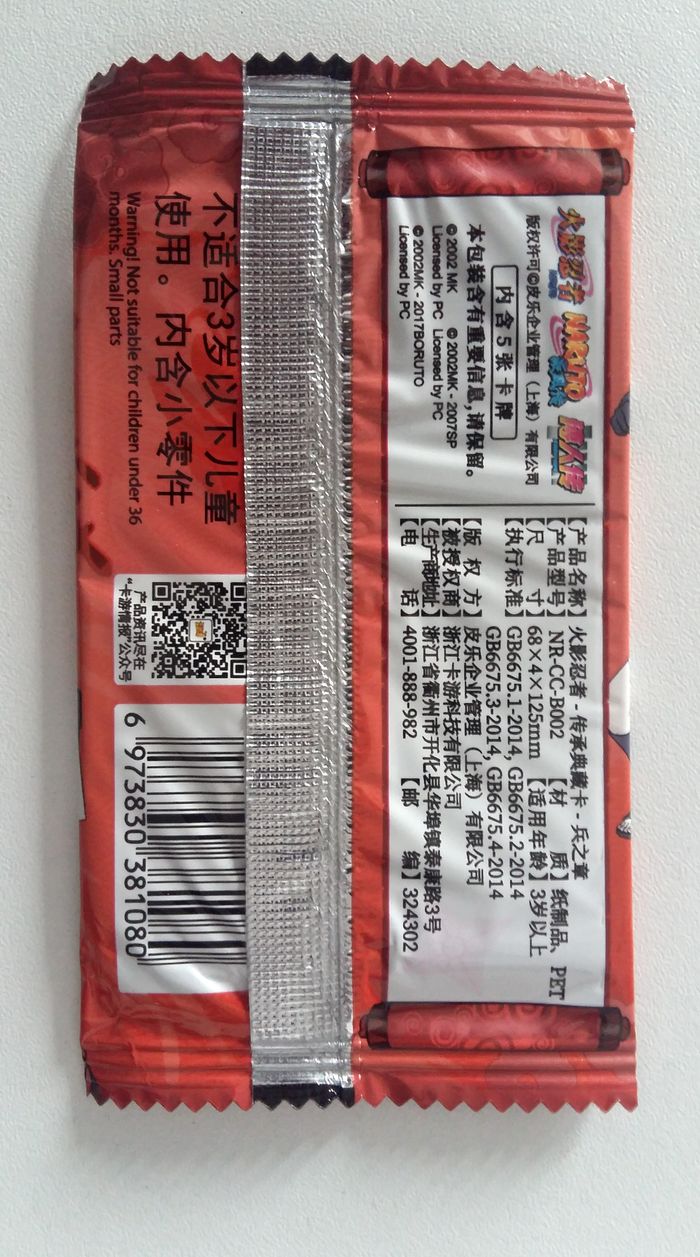 火影忍者 NARUTO 疾風傳 博人传
版权许可©皮乐企业管理（上海）有限公司
内含5张卡牌
本包装含有重要信息,请保留。
© 2002 MK © 2002MK - 2007SP
Licensed by PC Licensed by PC
© 2002MK - 2017BORUTO
Licensed by PC
【产品名称】火影忍者 - 传承典藏卡 - 兵之章
【产品型号】NR-CC-B002 【材 质】纸制品、PET
【尺 寸】68×4×125mm 【适用年龄】3岁以上
【执行标准】GB6675.1-2014, GB6675.2-2014
GB6675.3-2014, GB6675.4-2014
【版 权 方】皮乐企业管理（上海）有限公司
【被授权商】浙江卡游科技有限公司
【生产商地址】浙江省衢州市开化县华埠镇泰康路3号
【电 话】4001-888-982 【邮 编】324302
不适合3岁以下儿童
使用。内含小零件
Warning! Not suitable for children under 36
months. Small parts
产品资讯尽在
“卡游情报”公众号
6 973830 381080